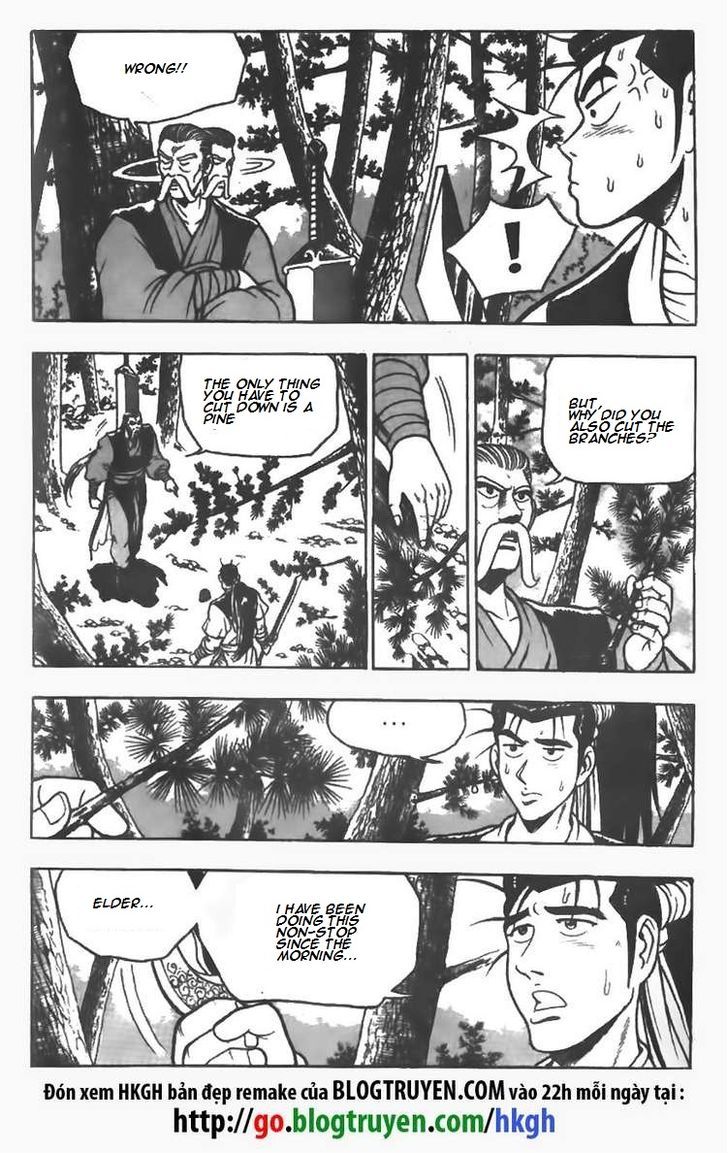 WRONG!!
!
THE ONLY THING
YOU HAVE TO
CUT DOWN IS A
PINE
BUT,
WHY DID YOU
ALSO CUT THE
BRANCHES?
...
ELDER...
I HAVE BEEN
DOING THIS
NON-STOP
SINCE THE
MORNING...
Đón xem HKGH bản đẹp remake của BLOGTRUYEN.COM vào 22h mỗi ngày tại :
http://go.blogtruyen.com/hkgh